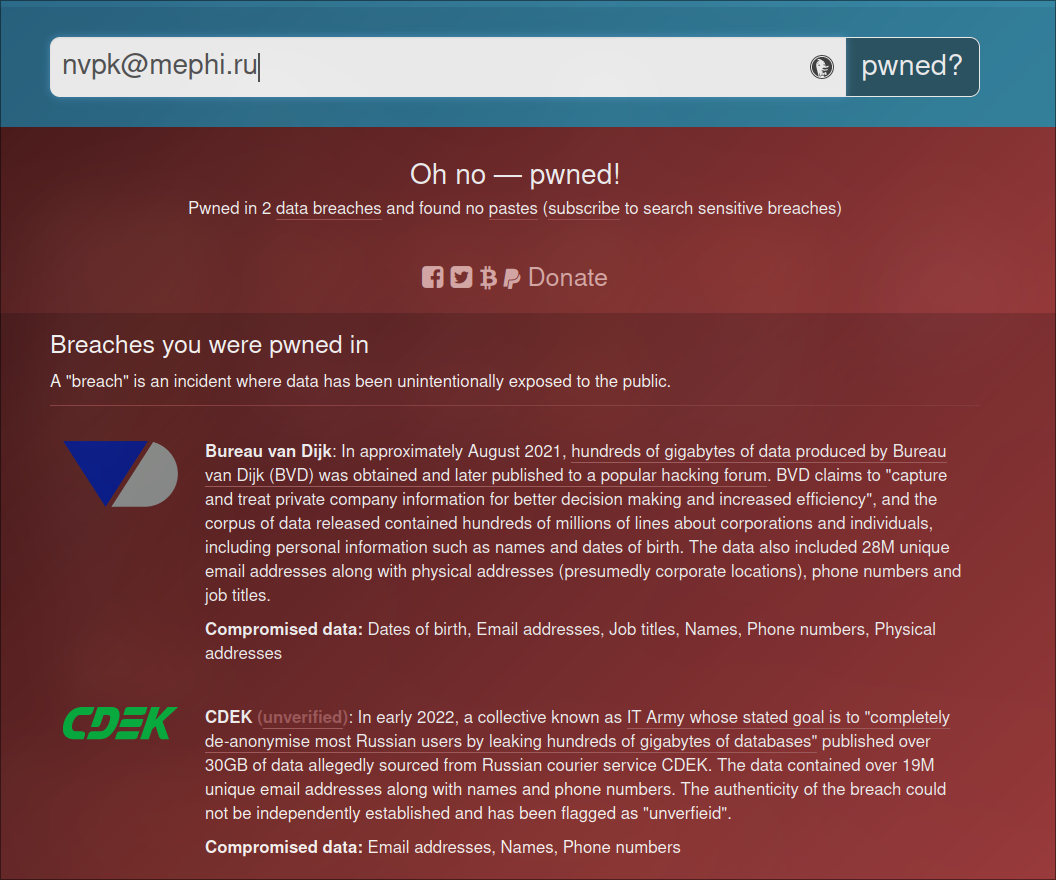 nvpk@mephi.ru
pwned?
Oh no — pwned!
Pwned in 2 data breaches and found no pastes (subscribe to search sensitive breaches)
Donate
Breaches you were pwned in
A "breach" is an incident where data has been unintentionally exposed to the public.
Bureau van Dijk: In approximately August 2021, hundreds of gigabytes of data produced by Bureau
van Dijk (BVD) was obtained and later published to a popular hacking forum. BVD claims to "capture
and treat private company information for better decision making and increased efficiency", and the
corpus of data released contained hundreds of millions of lines about corporations and individuals,
including personal information such as names and dates of birth. The data also included 28M unique
email addresses along with physical addresses (presumedly corporate locations), phone numbers and
job titles.
Compromised data: Dates of birth, Email addresses, Job titles, Names, Phone numbers, Physical
addresses
CDEK
CDEK (unverified): In early 2022, a collective known as IT Army whose stated goal is to "completely
de-anonymise most Russian users by leaking hundreds of gigabytes of databases" published over
30GB of data allegedly sourced from Russian courier service CDEK. The data contained over 19M
unique email addresses along with names and phone numbers. The authenticity of the breach could
not be independently established and has been flagged as "unverfieid".
Compromised data: Email addresses, Names, Phone numbers